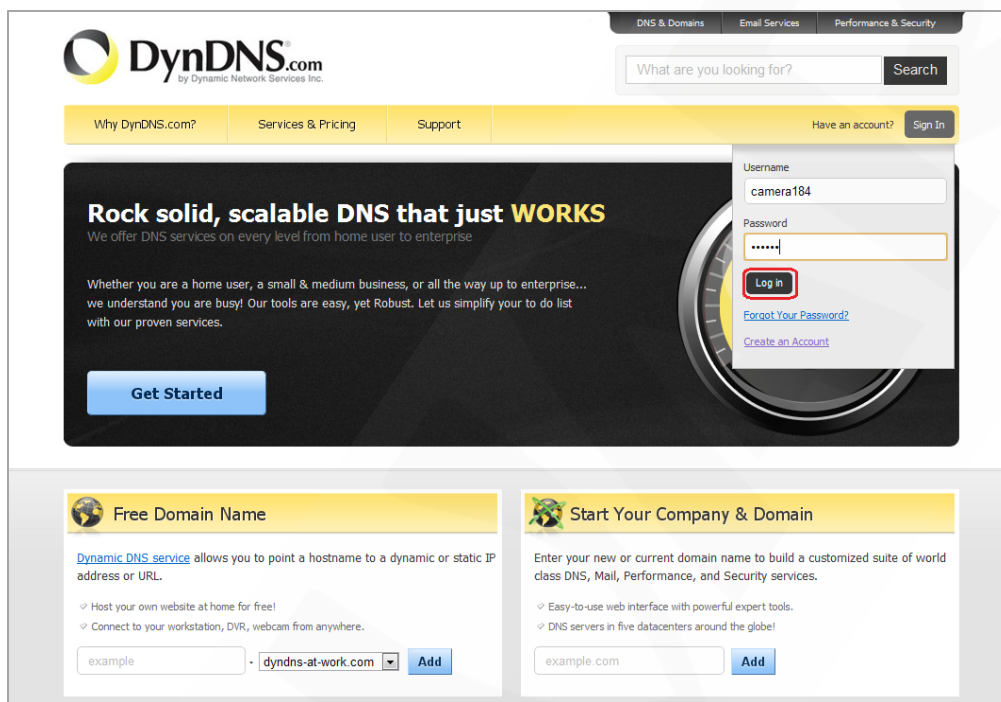 DNS & Domains Email Services Performance & Security
DynDNS.com
by Dynamic Network Services Inc.
What are you looking for? Search
Why DynDNS.com? Services & Pricing Support Have an account? Sign In
Username
camera184
Password
••••••
Log in
Forgot Your Password?
Create an Account
Rock solid, scalable DNS that just WORKS
We offer DNS services on every level from home user to enterprise
Whether you are a home user, a small & medium business, or all the way up to enterprise...
we understand you are busy! Our tools are easy, yet Robust. Let us simplify your to do list
with our proven services.
Get Started
Free Domain Name
Dynamic DNS service allows you to point a hostname to a dynamic or static IP
address or URL.
Host your own website at home for free!
Connect to your workstation, DVR, webcam from anywhere.
example . dyndns-at-work.com Add
Start Your Company & Domain
Enter your new or current domain name to build a customized suite of world
class DNS, Mail, Performance, and Security services.
Easy-to-use web interface with powerful expert tools.
DNS servers in five datacenters around the globe!
example.com Add